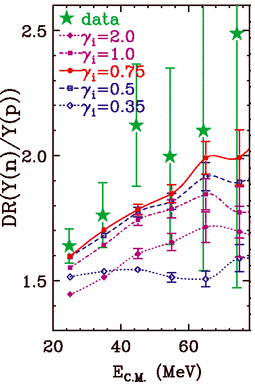 2.5
2.0
1.5
DR(Y(n)/Y(p))
data
γi=2.0
γi=1.0
γi=0.75
γi=0.5
γi=0.35
20 40 60
E C.M. (MeV)